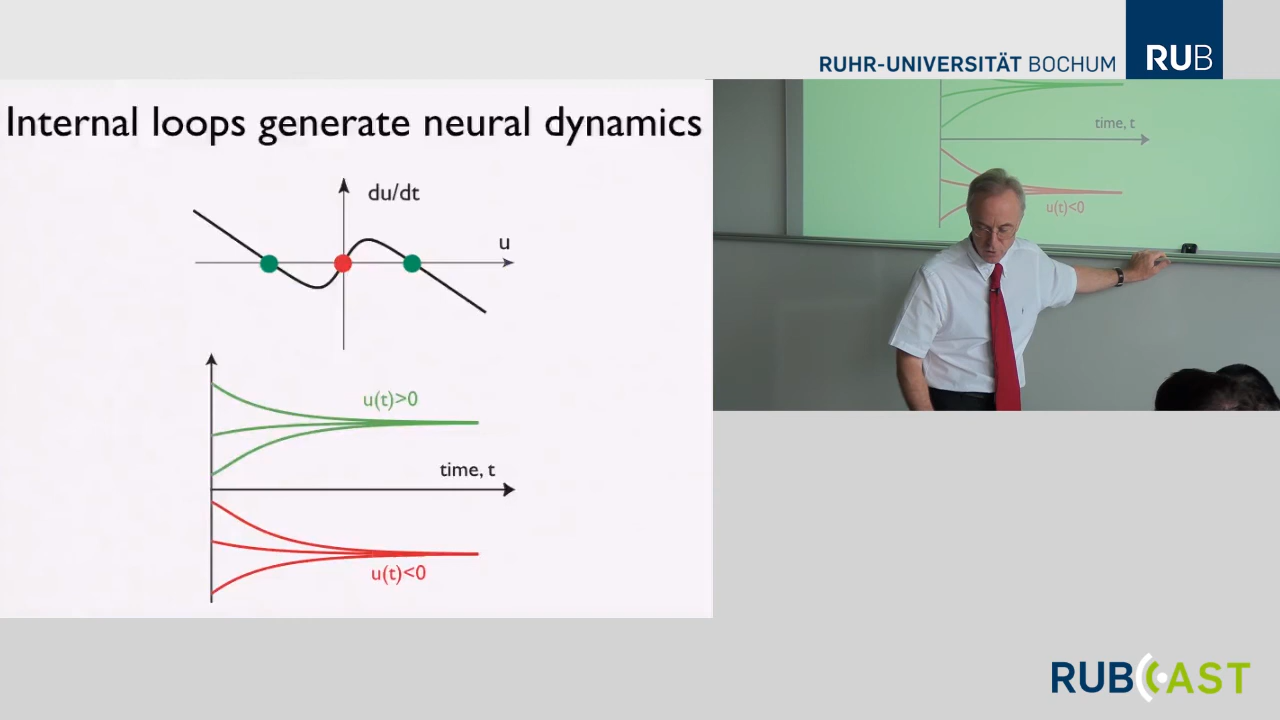 RUHR-UNIVERSITÄT BOCHUM
RUB
Internal loops generate neural dynamics
du/dt
u
u(t)>0
time, t
u(t)<0
time, t
u(t)<0
RUBCAST